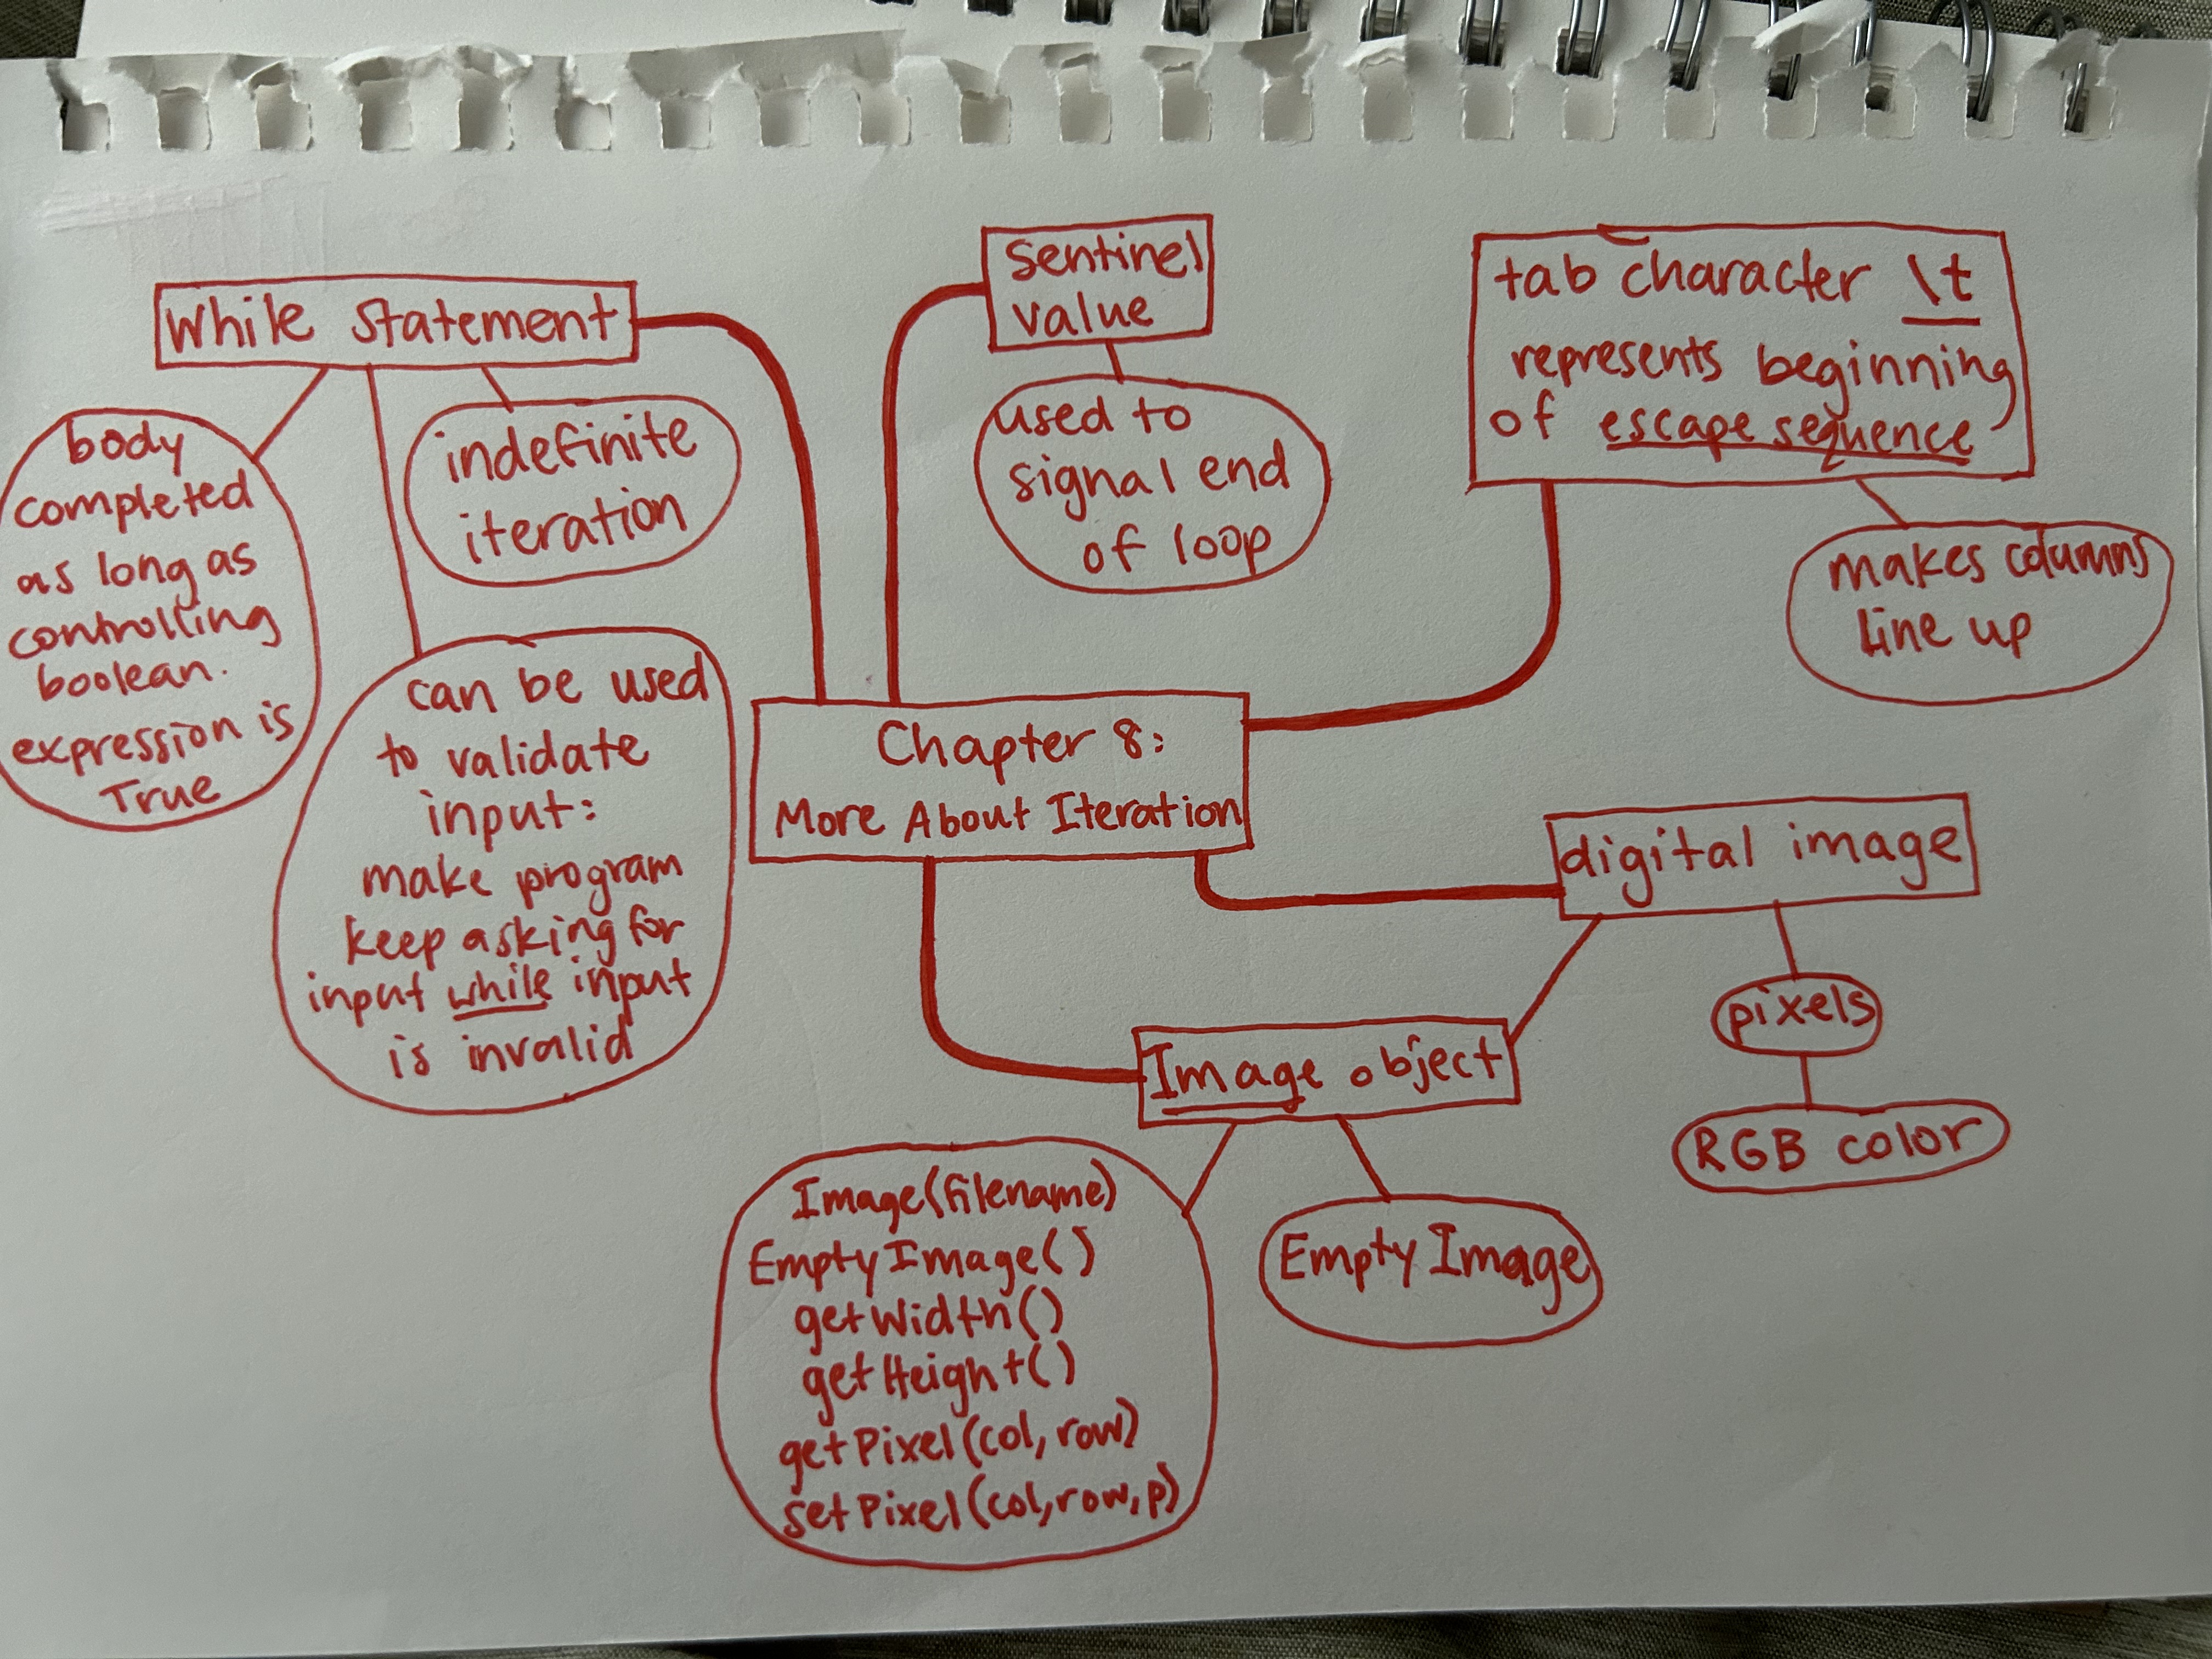 While Statement
body
completed
as long as
controlling
boolean.
expression is
True
indefinite
iteration
can be used
to validate
input:
make program
keep asking for
input while input
is invalid
Sentinel
value
used to
signal end
of loop
tab character \t
represents beginning
of escape sequence
makes columns
line up
Chapter 8:
More About Iteration
Image object
Image(filename)
EmptyImage()
getWidth()
getHeight()
getPixel(col, row)
setPixel(col, row, p)
EmptyImage
digital image
pixels
RGB color